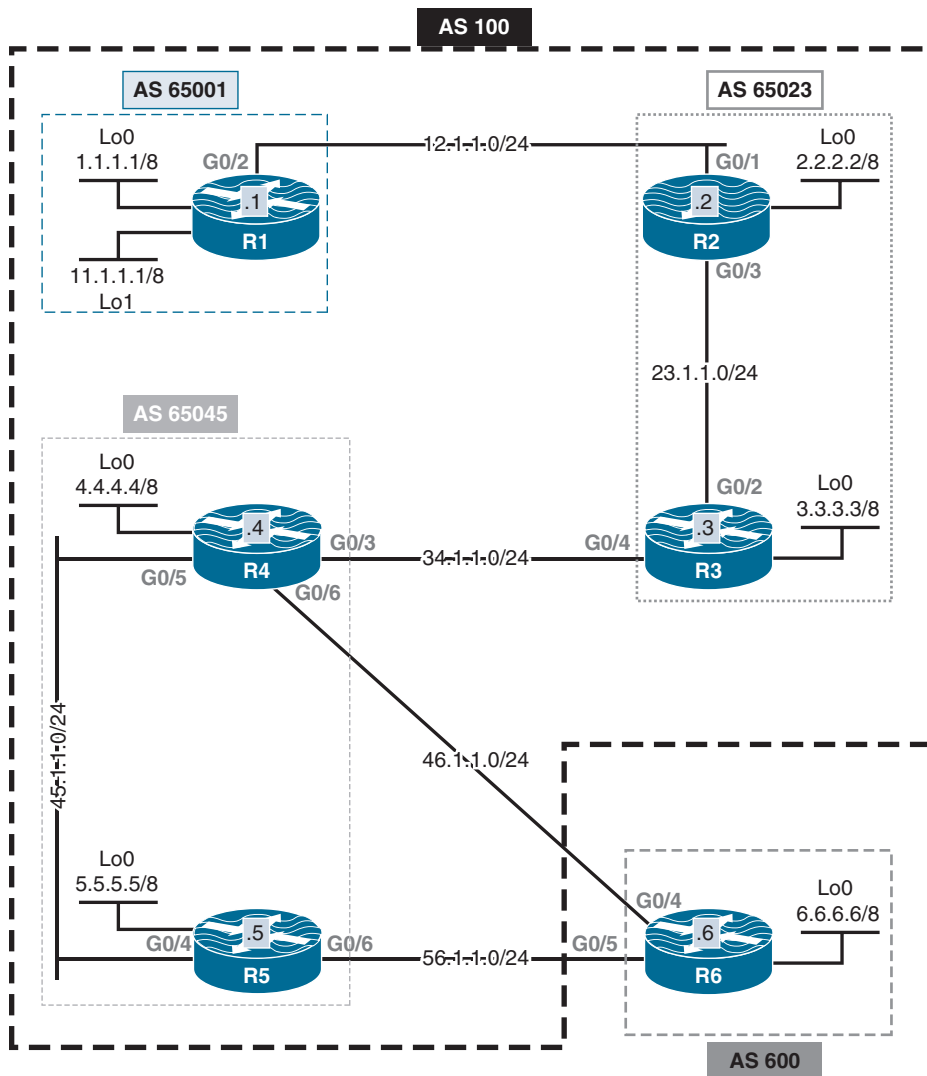 AS 100
AS 65001
AS 65023
Lo0
1.1.1.1/8
G0/2
12.1.1.0/24
G0/1
Lo0
2.2.2.2/8
.1
R1
.2
R2
11.1.1.1/8
Lo1
G0/3
23.1.1.0/24
AS 65045
Lo0
4.4.4.4/8
G0/2
Lo0
3.3.3.3/8
.4
R4
G0/3
34.1.1.0/24
G0/4
.3
R3
G0/5
G0/6
45.1.1.0/24
46.1.1.0/24
Lo0
5.5.5.5/8
G0/4
.5
R5
G0/6
56.1.1.0/24
G0/5
G0/4
.6
R6
Lo0
6.6.6.6/8
AS 600